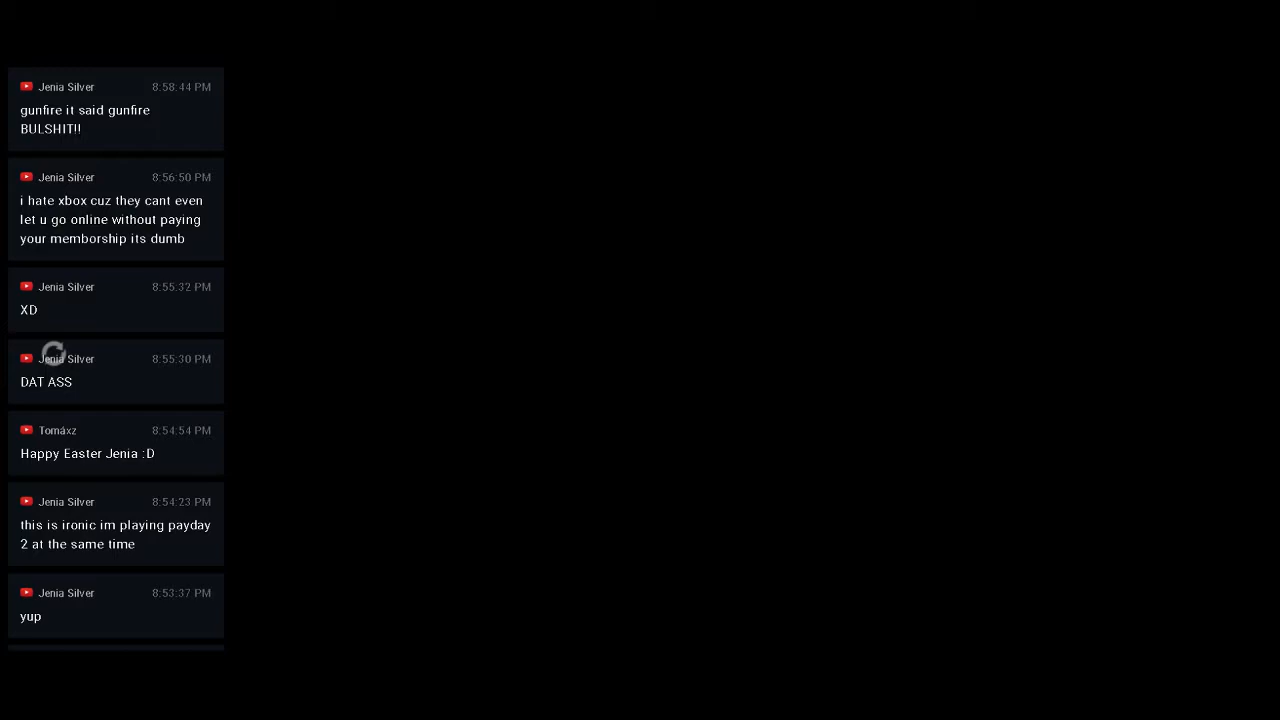 Jenia Silver 8:58:44 PM
gunfire it said gunfire
BULSHIT!!
Jenia Silver 8:56:50 PM
i hate xbox cuz they cant even
let u go online without paying
your memborship its dumb
Jenia Silver 8:55:32 PM
XD
Jenia Silver 8:55:30 PM
DAT ASS
Tomáxz 8:54:54 PM
Happy Easter Jenia :D
Jenia Silver 8:54:23 PM
this is ironic im playing payday
2 at the same time
Jenia Silver 8:53:37 PM
yup